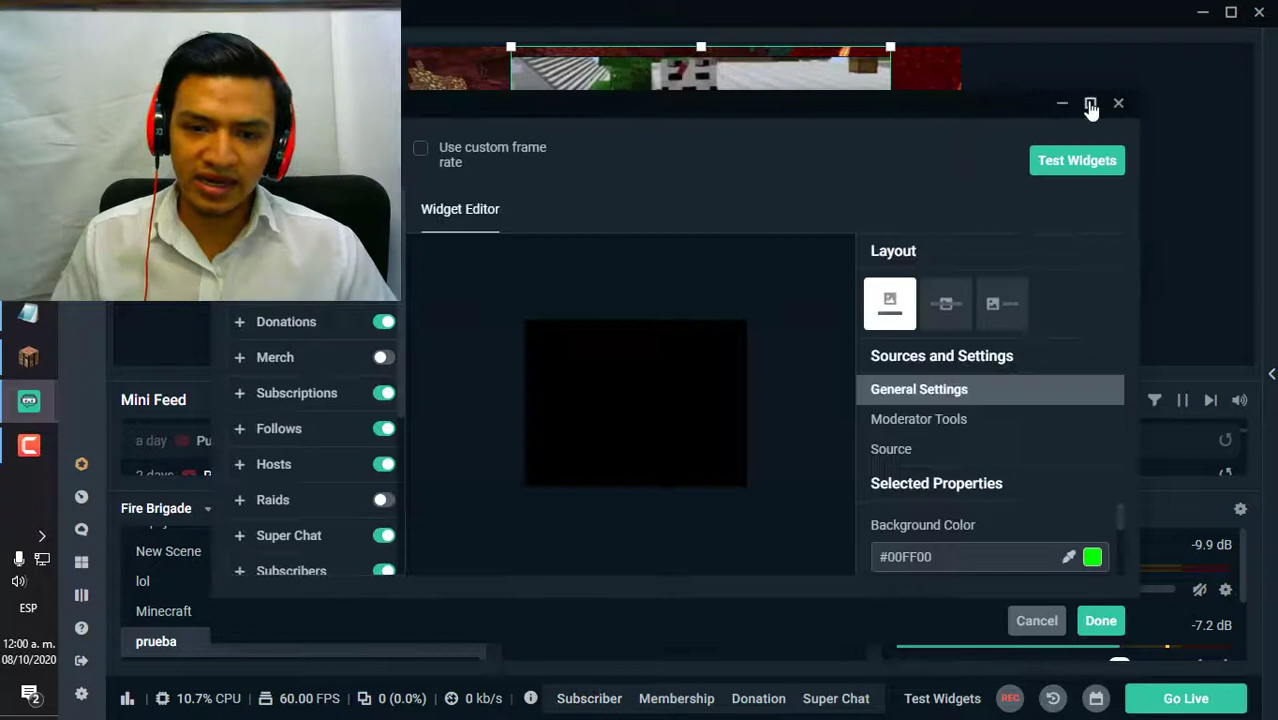 Use custom frame
rate
Test Widgets
Widget Editor
Layout
Donations
Merch
Subscriptions
Follows
Hosts
Raids
Super Chat
Subscribers
Sources and Settings
General Settings
Moderator Tools
Source
Selected Properties
Background Color
#00FF00
Cancel
Done
Mini Feed
a day
Pu
2 days
Fire Brigade
New Scene
lol
Minecraft
prueba
-9.9 dB
-7.2 dB
ESP
12:00 a. m.
08/10/2020
2
10.7% CPU
60.00 FPS
0 (0.0%)
0 kb/s
Subscriber
Membership
Donation
Super Chat
Test Widgets
REC
Go Live